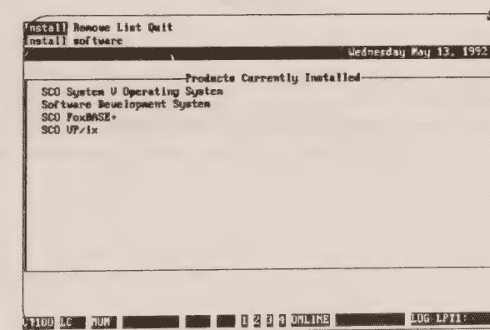 Install Remove List Quit
Install software
/ Wednesday May 13, 1992
Products Currently Installed
SCO System V Operating System
Software Development System
SCO FoxBASE+
SCO VP/ix
VT100 LC NUM 1 2 3 4 ONLINE LOG LPT1: